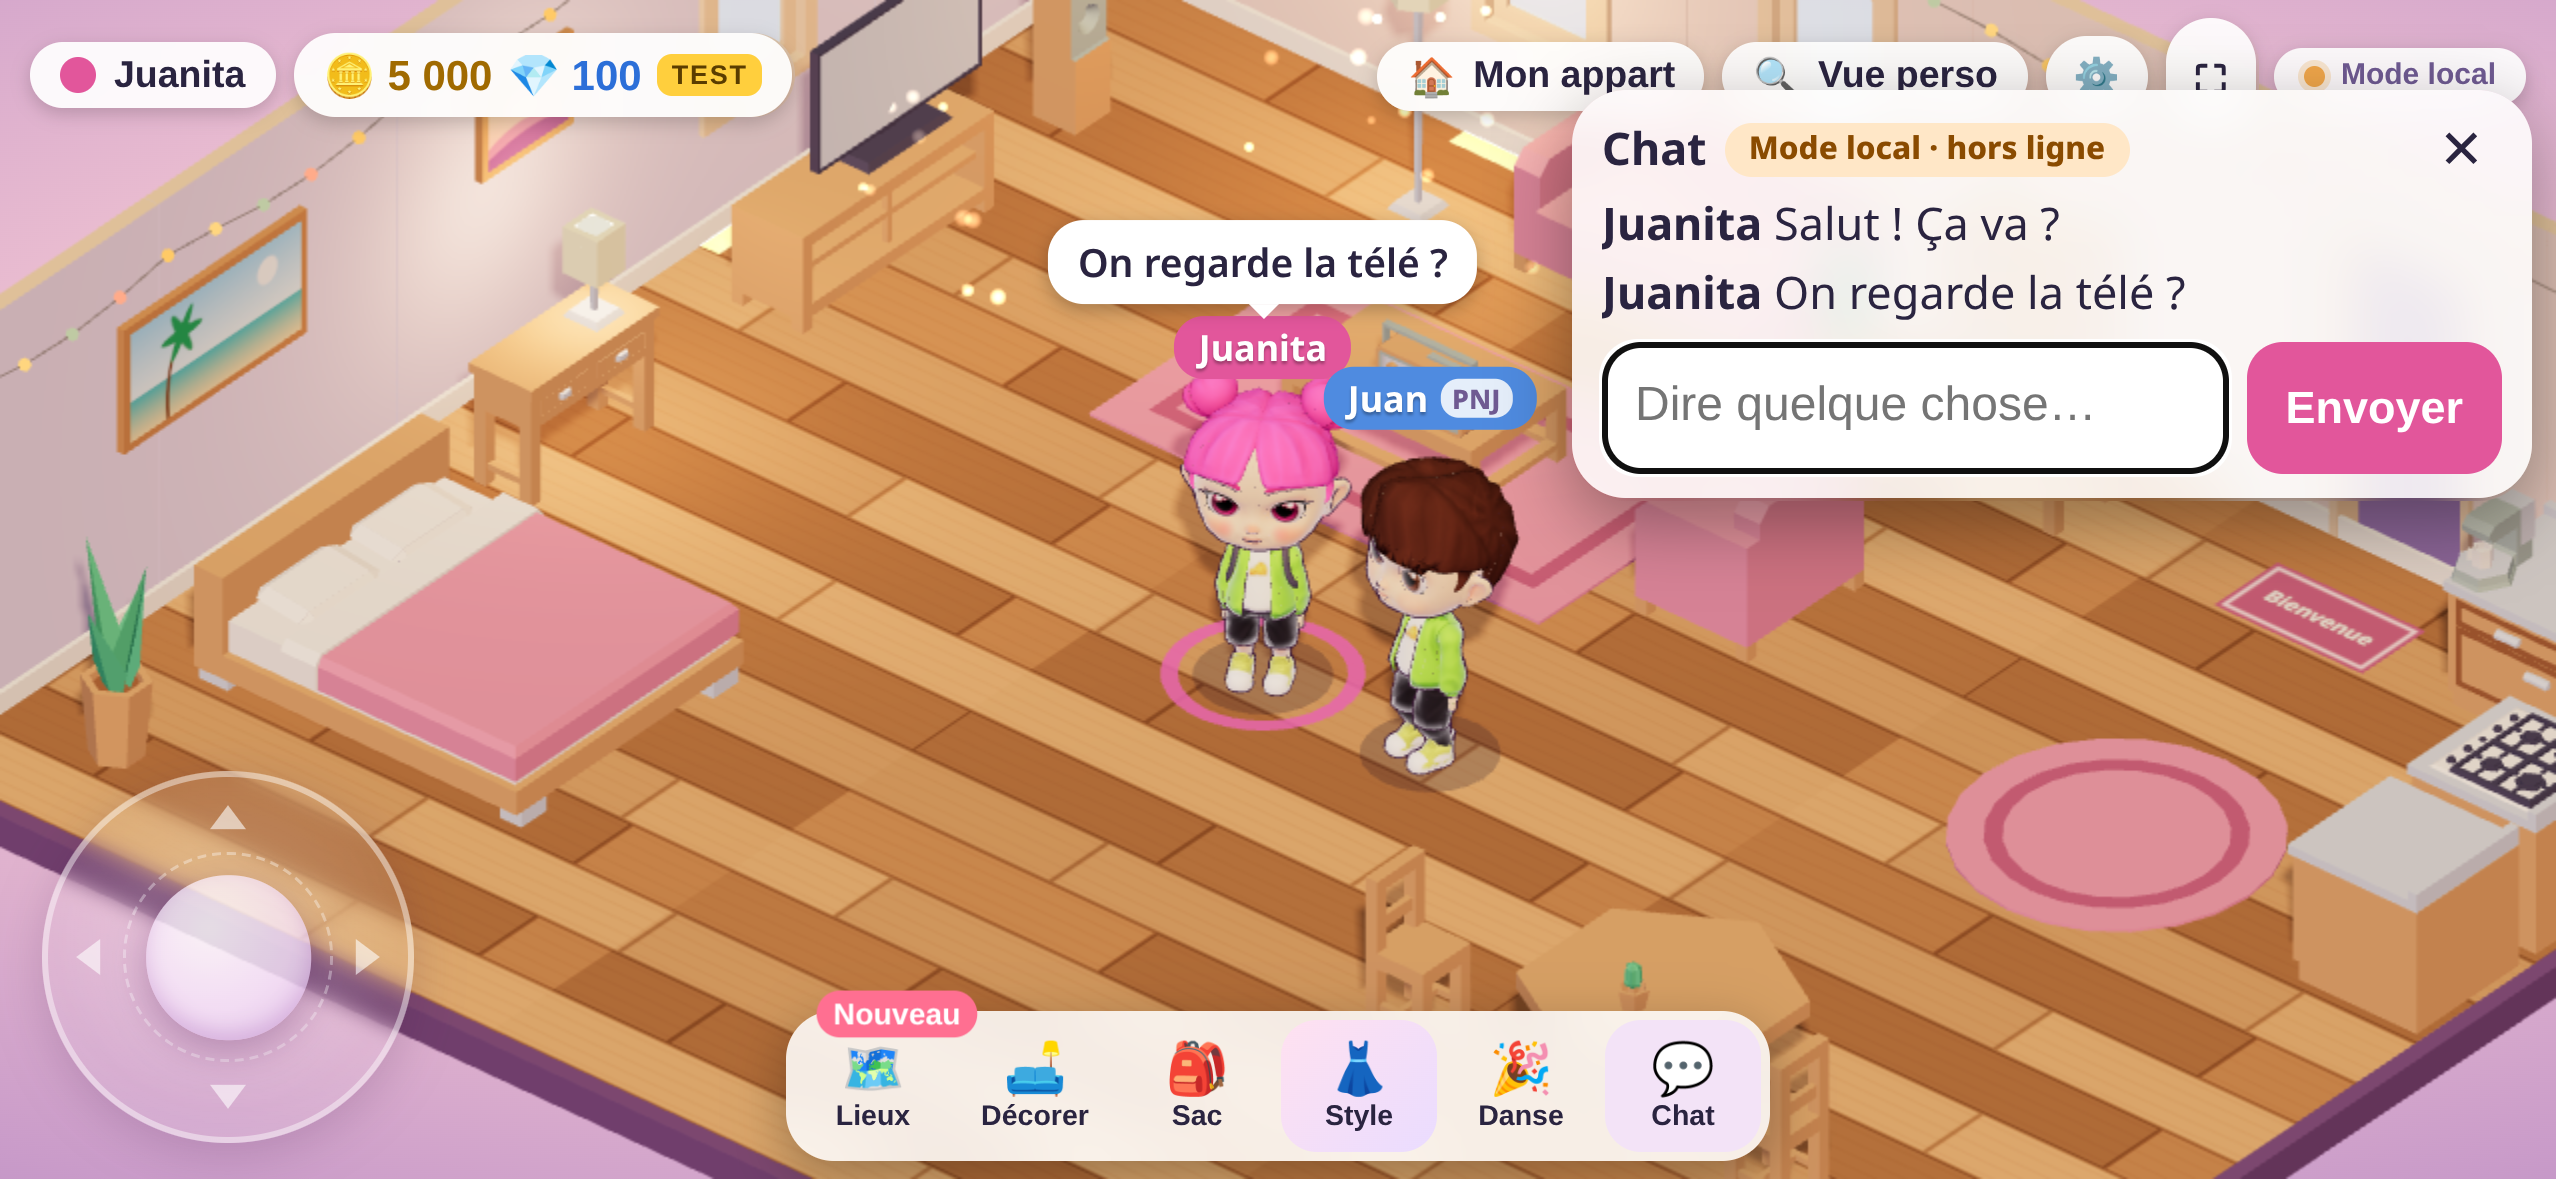 Juanita
5 000 100 TEST
Mon appart
Vue perso
Mode local
Chat Mode local · hors ligne
Juanita Salut ! Ça va ?
Juanita On regarde la télé ?
Dire quelque chose… Envoyer
On regarde la télé ?
Juanita
Juan PNJ
Bienvenue
Nouveau
Lieux
Décorer
Sac
Style
Danse
Chat